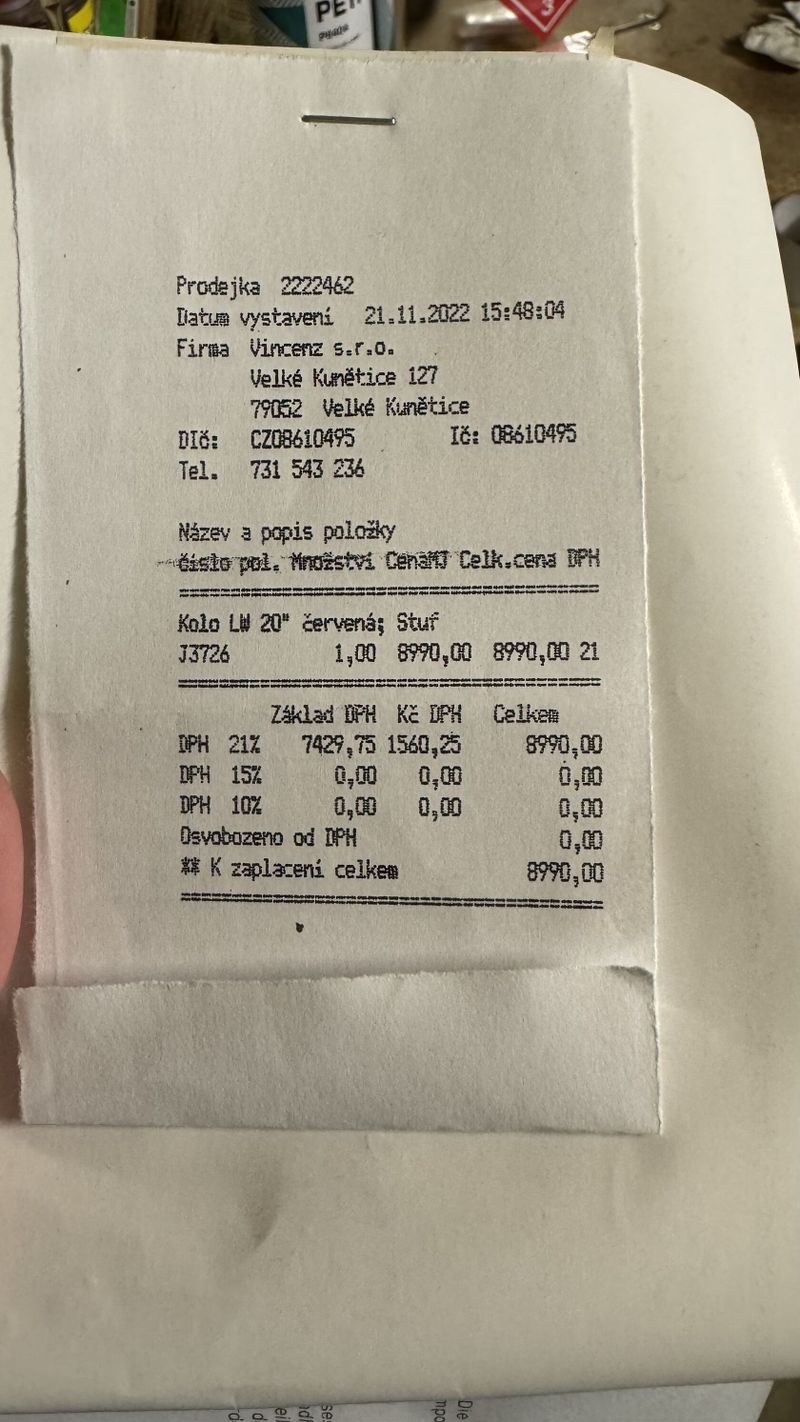 PET
3
Prodejka 2222462
Datum vystavení 21.11.2022 15:48:04
Firma Vincenz s.r.o.
Velké Kunětice 127
79052 Velké Kunětice
DIč: CZ08610495 Ič: 08610495
Tel. 731 543 236
Název a popis položky
číslo pol. Množství CenaMJ Celk.cena DPH
Kolo LW 20" červená; Stuf
J3726 1,00 8990,00 8990,00 21
Základ DPH Kč DPH Celkem
DPH 21% 7429,75 1560,25 8990,00
DPH 15% 0,00 0,00 0,00
DPH 10% 0,00 0,00 0,00
Osvobozeno od DPH 0,00
** K zaplacení celkem 8990,00
Die